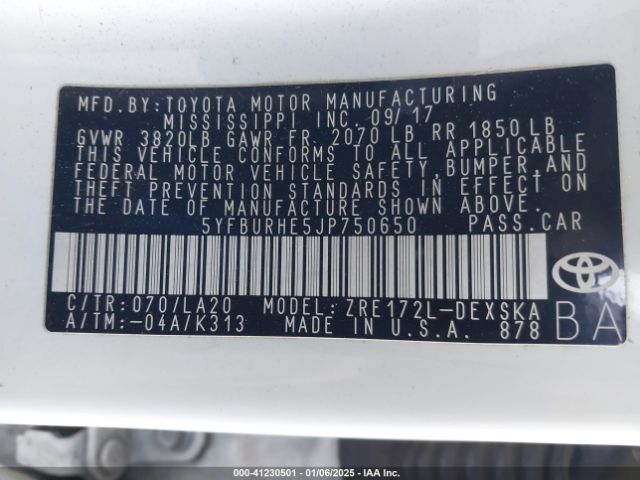 MFD.BY:TOYOTA MOTOR MANUFACTURING
MISSISSIPPI INC 09/17
GVWR 3820LB GAWR FR. 2070 LB RR 1850 LB
THIS VEHICLE CONFORMS TO ALL APPLICABLE
FEDERAL MOTOR VEHICLE SAFETY,BUMPER,AND
THEFT PREVENTION STANDARDS IN EFFECT ON
THE DATE OF MANUFACTURE SHOWN ABOVE.
5YFBURHE5JP750650 PASS.CAR
C/TR:070/LA20 MODEL:ZRE172L-DEXSKA
A/TM:-04A/K313 MADE IN U.S.A. 878
BA
000-41230501 - 01/06/2025 - IAA Inc.